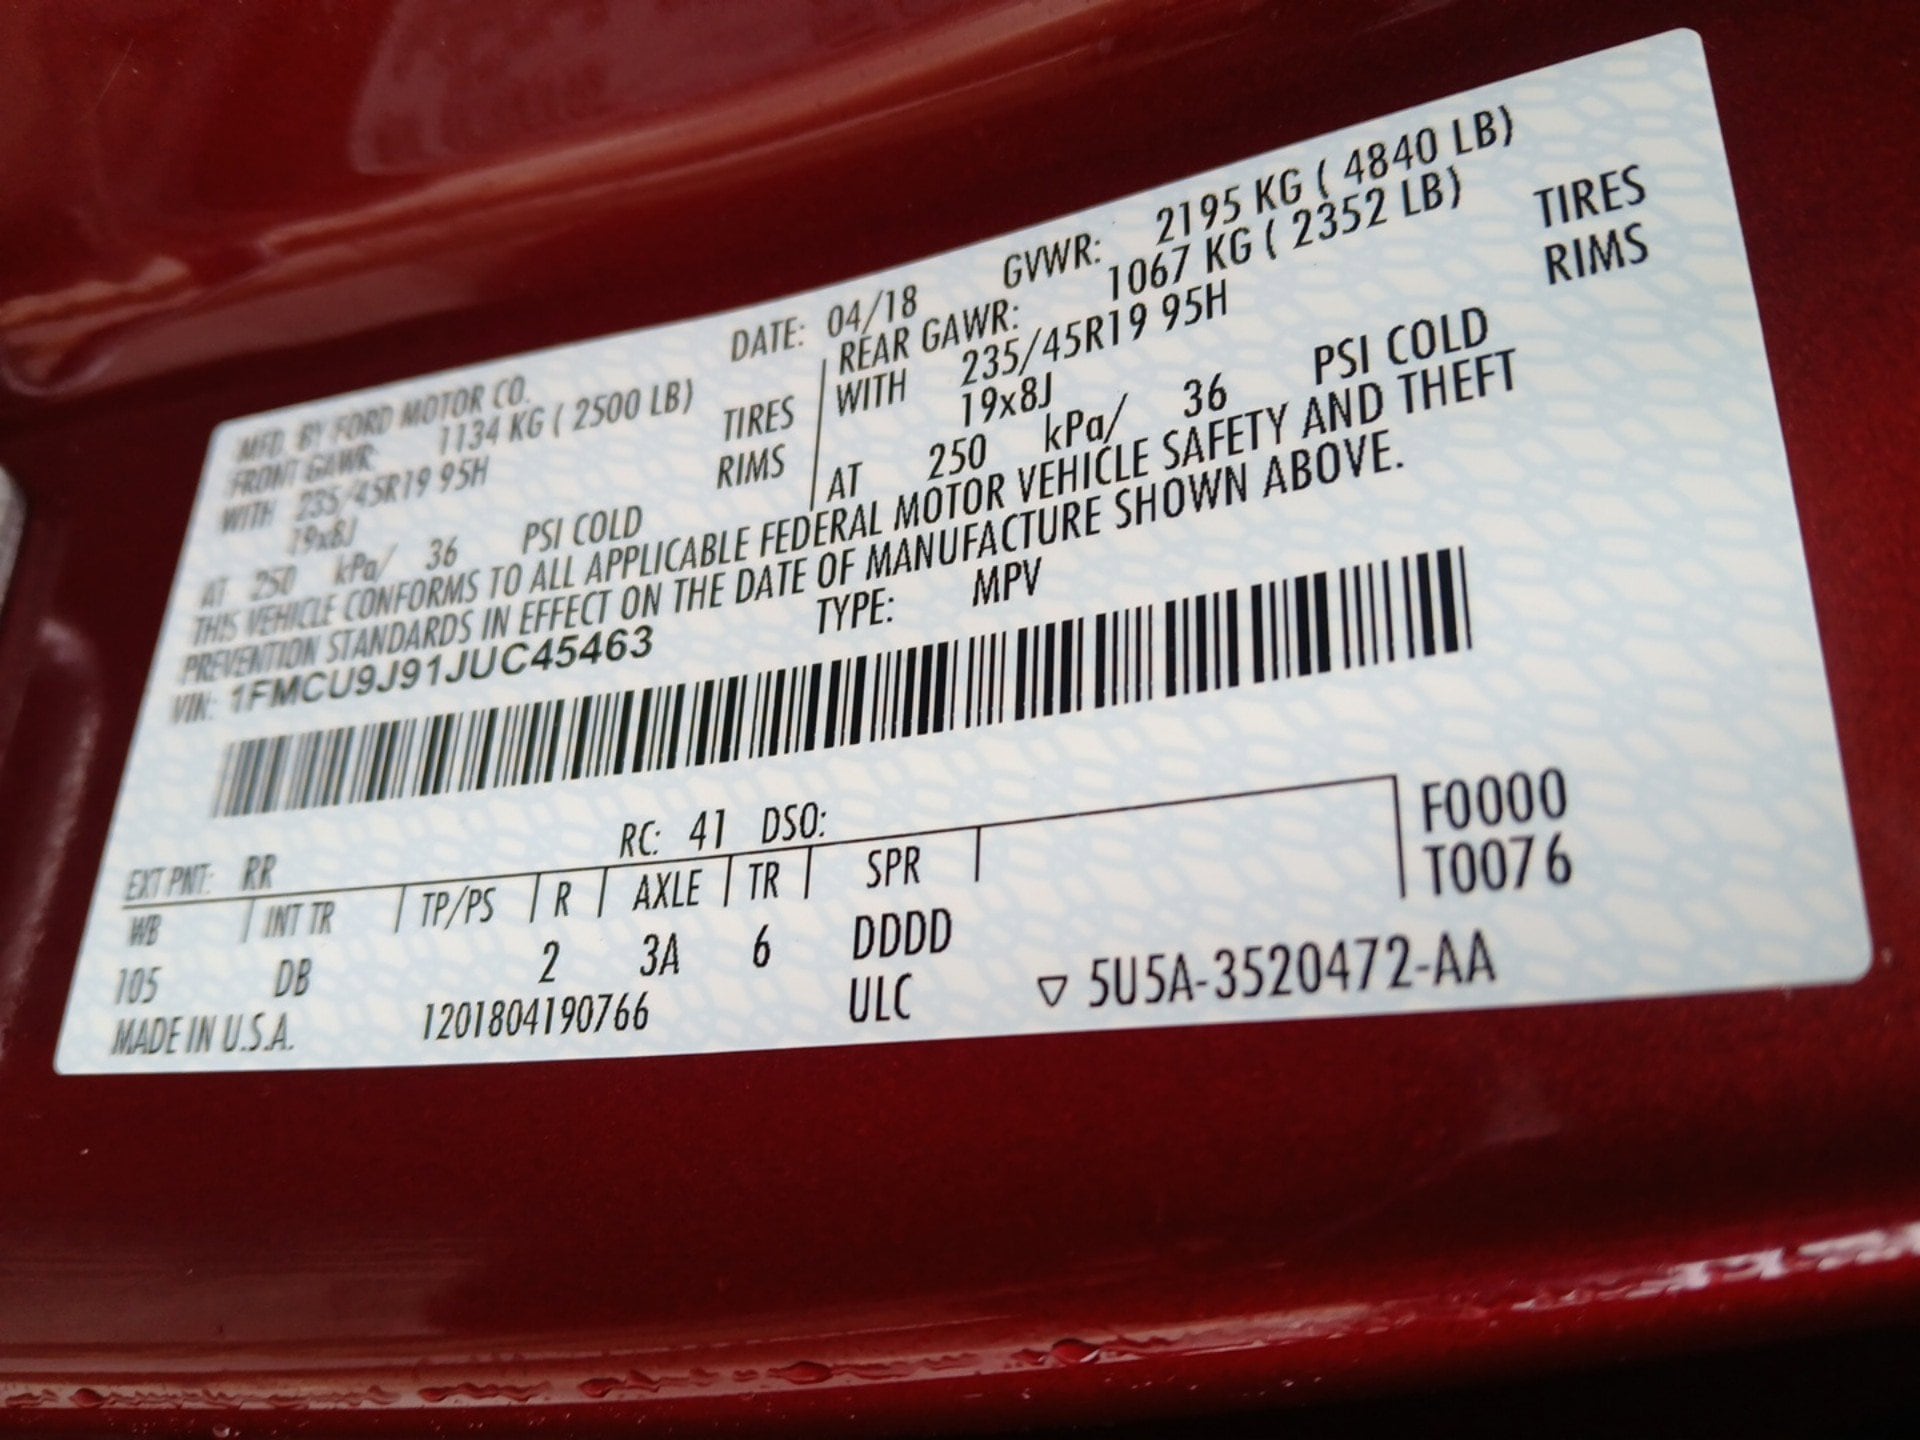 MFD. BY FORD MOTOR CO. DATE: 04/18 GVWR: 2195 KG ( 4840 LB)
FRONT GAWR: 1134 KG ( 2500 LB) REAR GAWR: 1067 KG ( 2352 LB)
WITH 235/45R19 95H TIRES WITH 235/45R19 95H TIRES
19x8J RIMS 19x8J RIMS
AT 250 kPa/ 36 PSI COLD AT 250 kPa/ 36 PSI COLD
THIS VEHICLE CONFORMS TO ALL APPLICABLE FEDERAL MOTOR VEHICLE SAFETY AND THEFT
PREVENTION STANDARDS IN EFFECT ON THE DATE OF MANUFACTURE SHOWN ABOVE.
VIN: 1FMCU9J91JUC45463 TYPE: MPV
EXT PNT: RR RC: 41 DSO: F0000
WB INT TR TP/PS R AXLE TR SPR T0076
105 DB 2 3A 6 DDDD
MADE IN U.S.A. 1201804190766 ULC ▽ 5U5A-3520472-AA